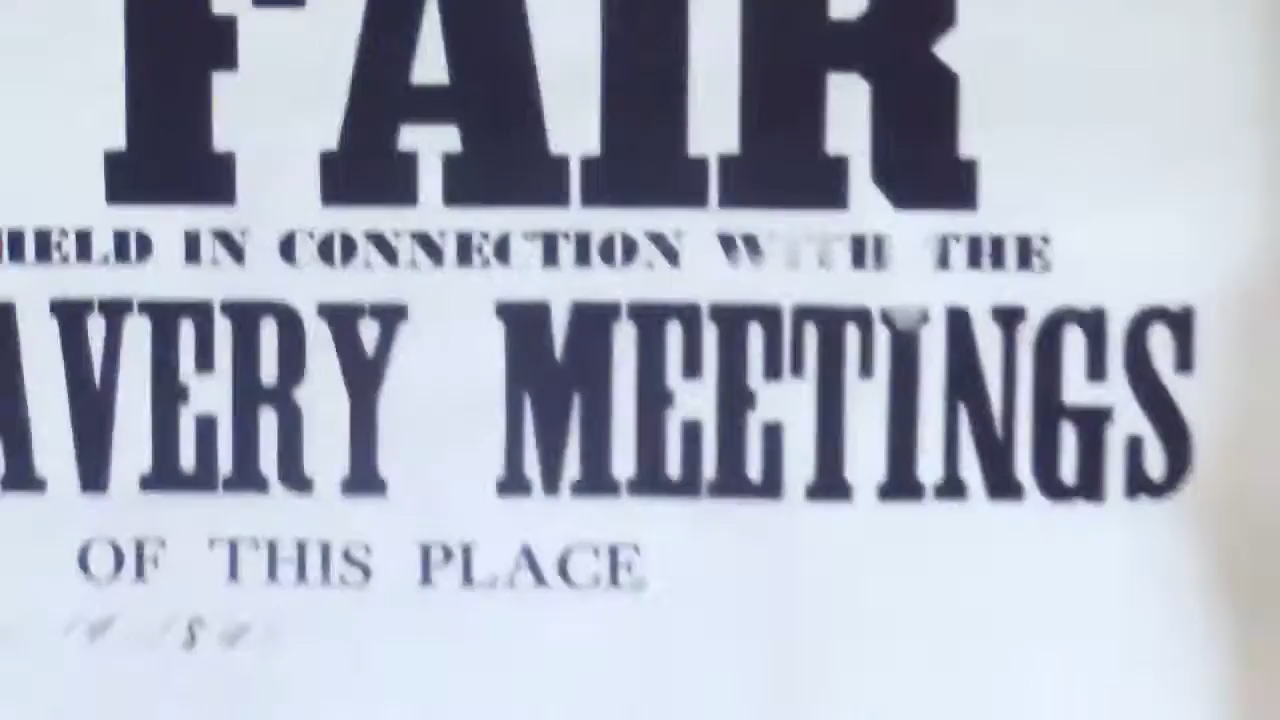 FAIR
HELD IN CONNECTION WITH THE
AVERY MEETINGS
OF THIS PLACE